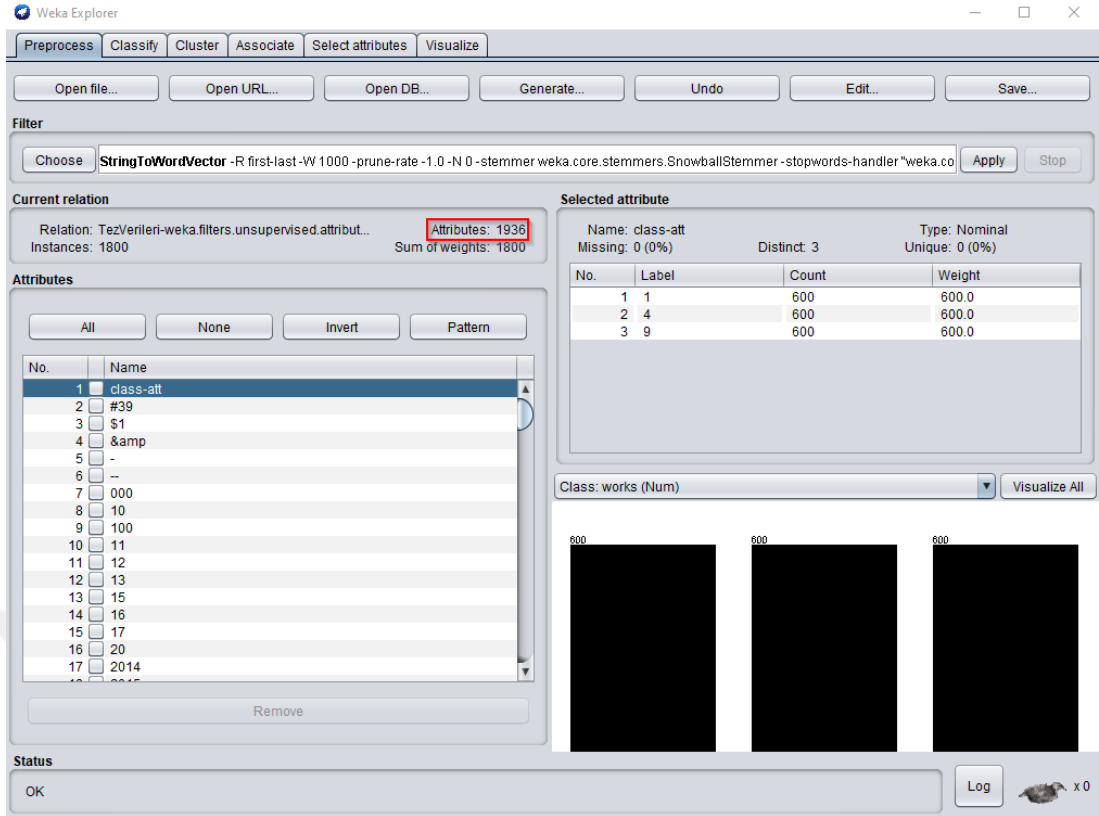 Weka Explorer
Preprocess Classify Cluster Associate Select attributes Visualize
Open file... Open URL... Open DB... Generate... Undo Edit... Save...
Filter
Choose StringToWordVector -R first-last -W 1000 -prune-rate -1.0 -N 0 -stemmer weka.core.stemmers.SnowballStemmer -stopwords-handler "weka.co Apply Stop
Current relation
Relation: TezVerileri-weka.filters.unsupervised.attribut... Attributes: 1936
Instances: 1800 Sum of weights: 1800
Attributes
All None Invert Pattern
No. Name
1 class-att
2 #39
3 $1
4 &amp
5 -
6 --
7 000
8 10
9 100
10 11
11 12
12 13
13 15
14 16
15 17
16 20
17 2014
18 2015
Remove
Selected attribute
Name: class-att Type: Nominal
Missing: 0 (0%) Distinct: 3 Unique: 0 (0%)
No. Label Count Weight
1 1 600 600.0
2 4 600 600.0
3 9 600 600.0
Class: works (Num) Visualize All
600 600 600
Status
OK Log x 0